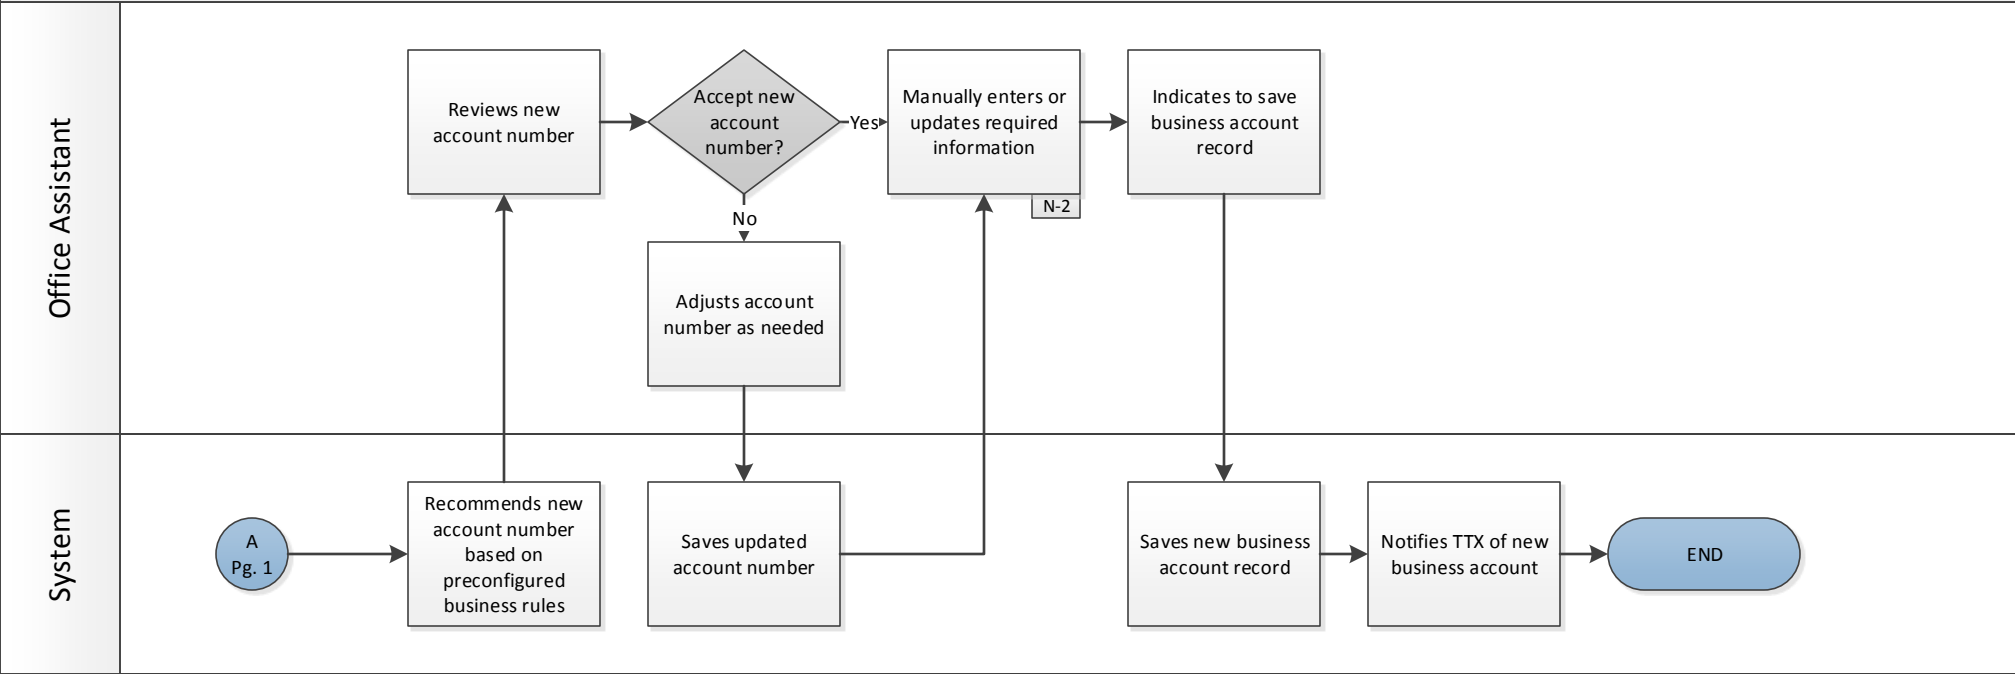 Office Assistant
Reviews new
account number
Accept new
account
number?
Yes
Manually enters or
updates required
information
N-2
Indicates to save
business account
record
No
Adjusts account
number as needed
System
A
Pg. 1
Recommends new
account number
based on
preconfigured
business rules
Saves updated
account number
Saves new business
account record
Notifies TTX of new
business account
END